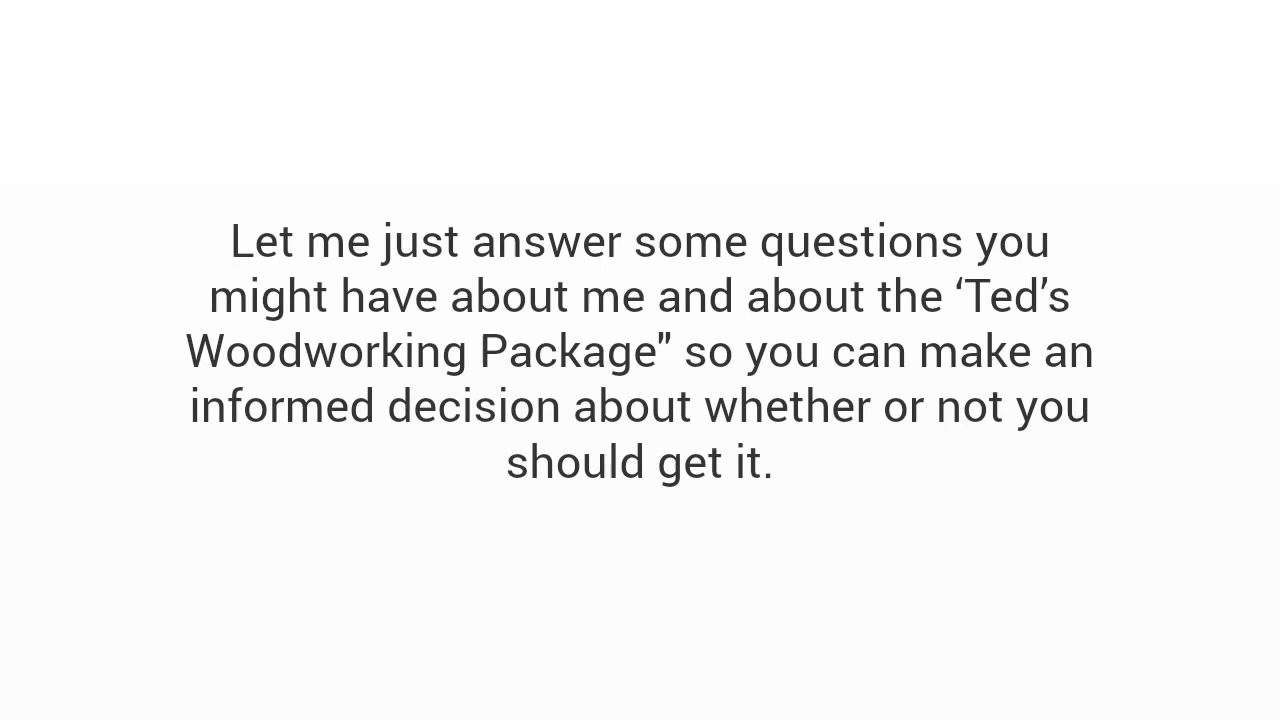 Let me just answer some questions you
might have about me and about the ‘Ted’s
Woodworking Package" so you can make an
informed decision about whether or not you
should get it.